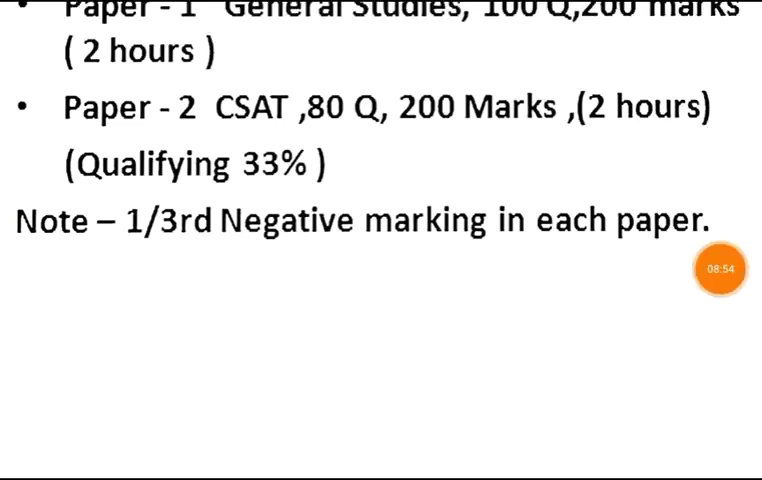 • Paper - 1 General Studies, 100 Q,200 marks
( 2 hours )
• Paper - 2 CSAT ,80 Q, 200 Marks ,(2 hours)
(Qualifying 33% )
Note – 1/3rd Negative marking in each paper.
08:54